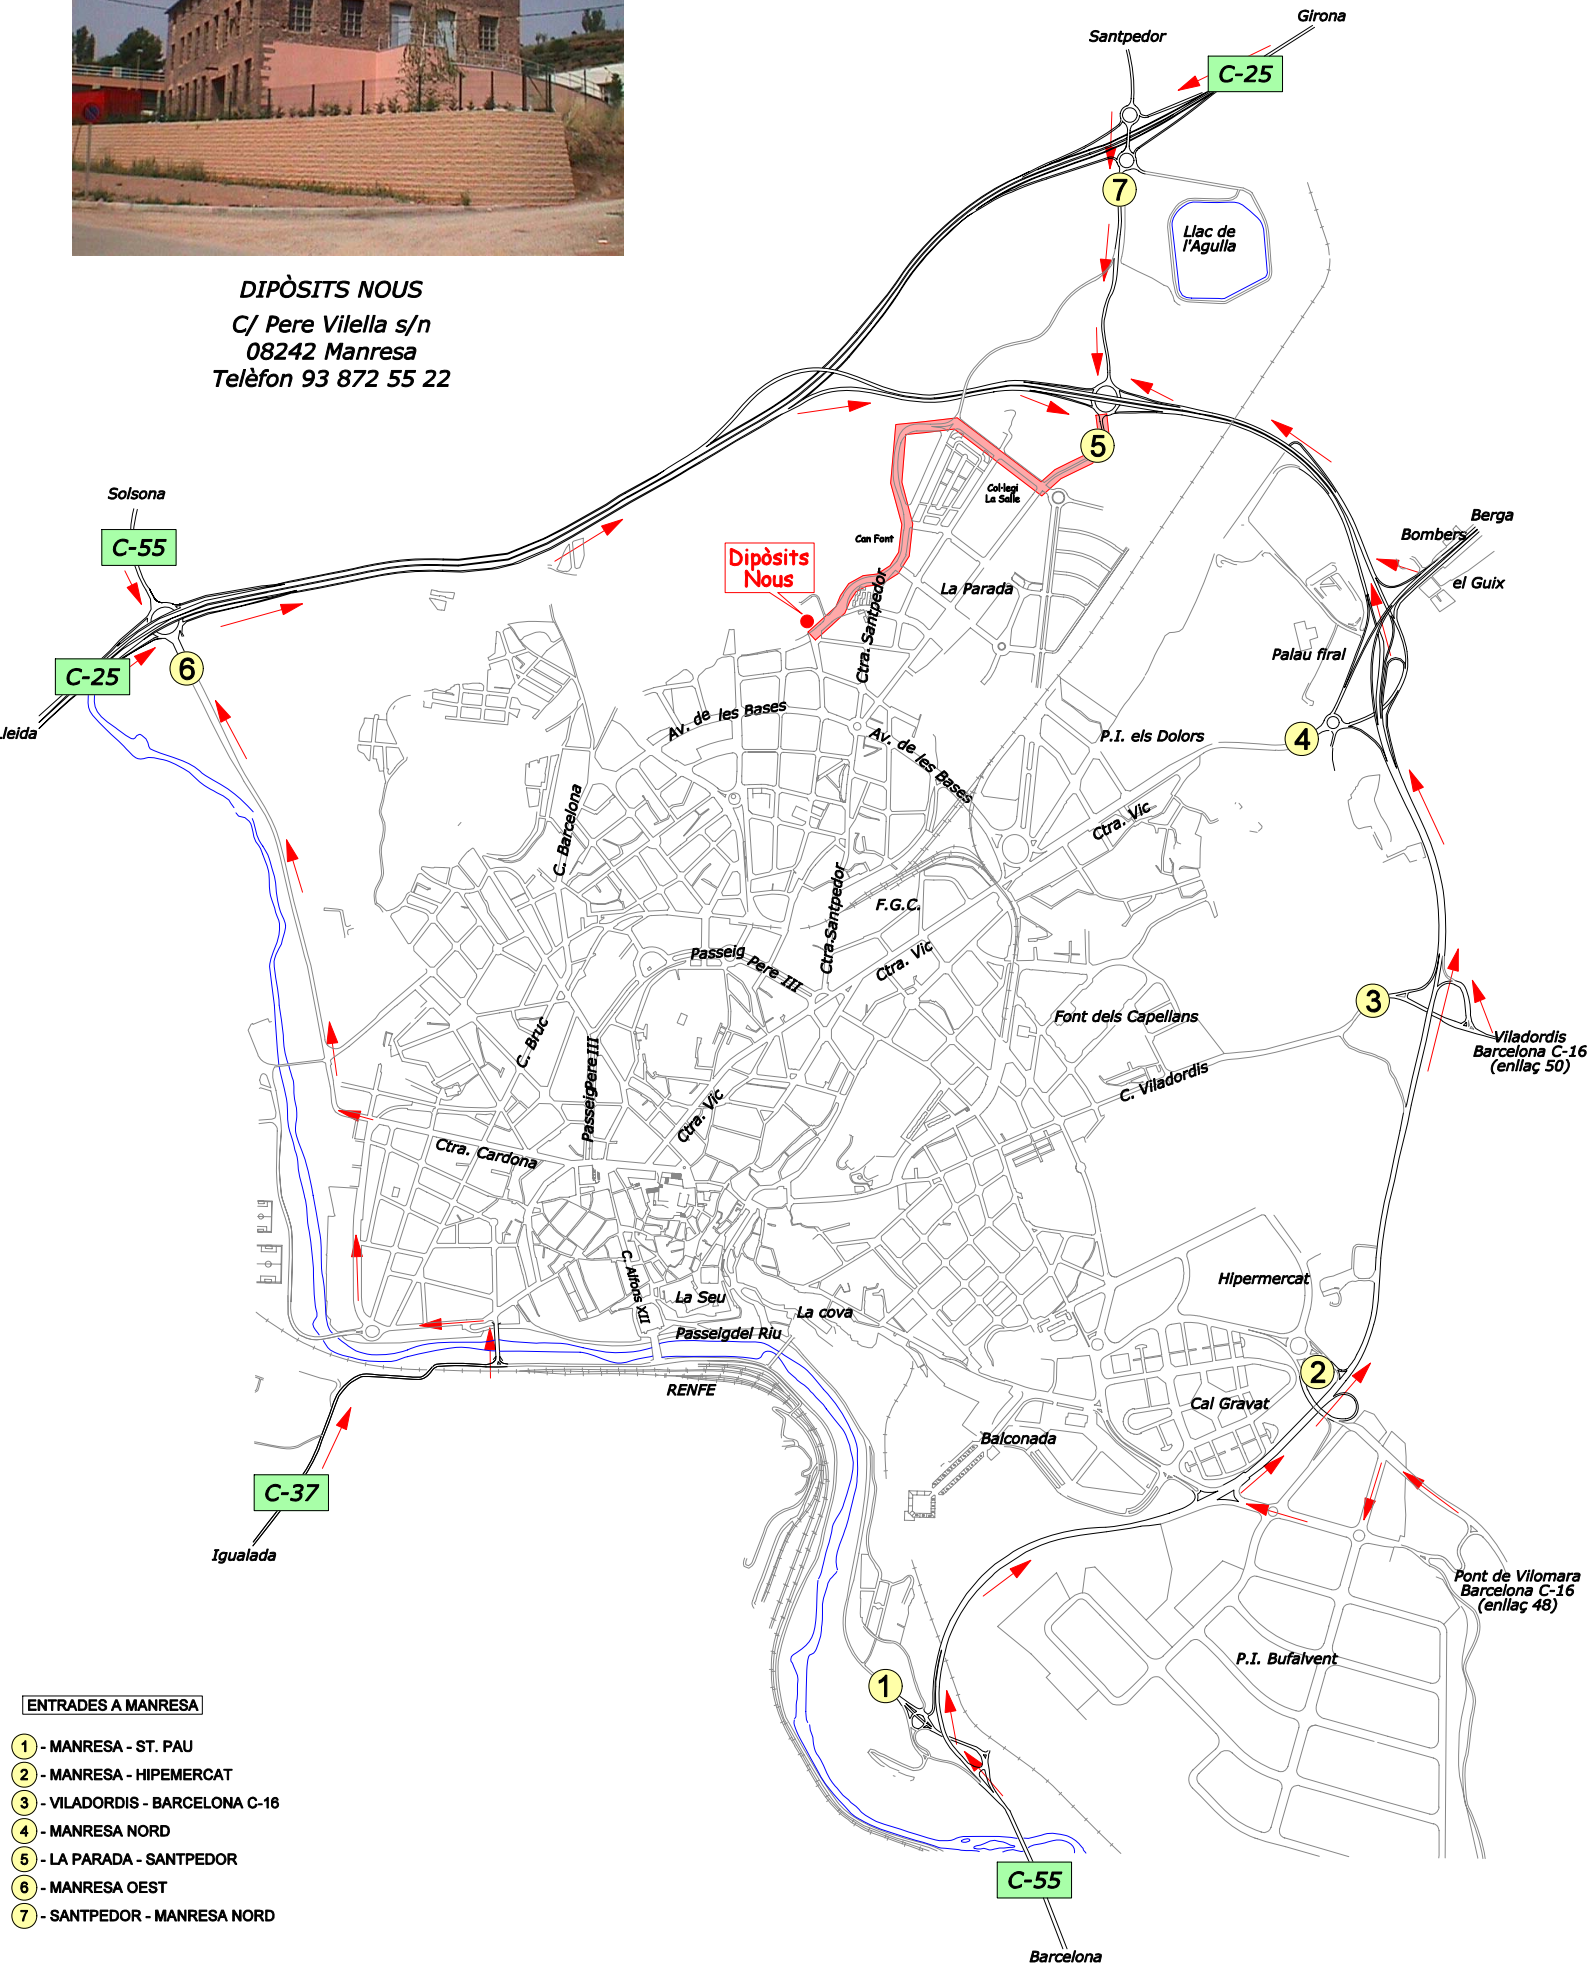 Girona
Santpedor
C-25
7
Llac de
l'Agulla
DIPÒSITS NOUS
C/ Pere Vilella s/n
08242 Manresa
Telèfon 93 872 55 22
5
Solsona
C-55
Col·legi
La Salle
Can Font
Berga
Bombers
el Guix
Dipòsits
Nous
La Parada
Ctra. Santpedor
Palau firal
C-25
6
Lleida
Av. de les Bases
Av. de les Bases
P.I. els Dolors
4
Ctra. Vic
C. Barcelona
Ctra.Santpedor
F.G.C.
Ctra. Vic
Passeig Pere III
3
Font dels Capellans
Viladordis
Barcelona C-16
(enllaç 50)
C. Bruc
PasseigPere III
Ctra. Vic
C. Viladordis
Ctra. Cardona
C. Alfons XII
La Seu
La cova
Passeigdel Riu
Hipermercat
RENFE
2
Cal Gravat
Balconada
C-37
Igualada
Pont de Vilomara
Barcelona C-16
(enllaç 48)
P.I. Bufalvent
1
ENTRADES A MANRESA
1 - MANRESA - ST. PAU
2 - MANRESA - HIPEMERCAT
3 - VILADORDIS - BARCELONA C-16
4 - MANRESA NORD
5 - LA PARADA - SANTPEDOR
6 - MANRESA OEST
7 - SANTPEDOR - MANRESA NORD
C-55
Barcelona